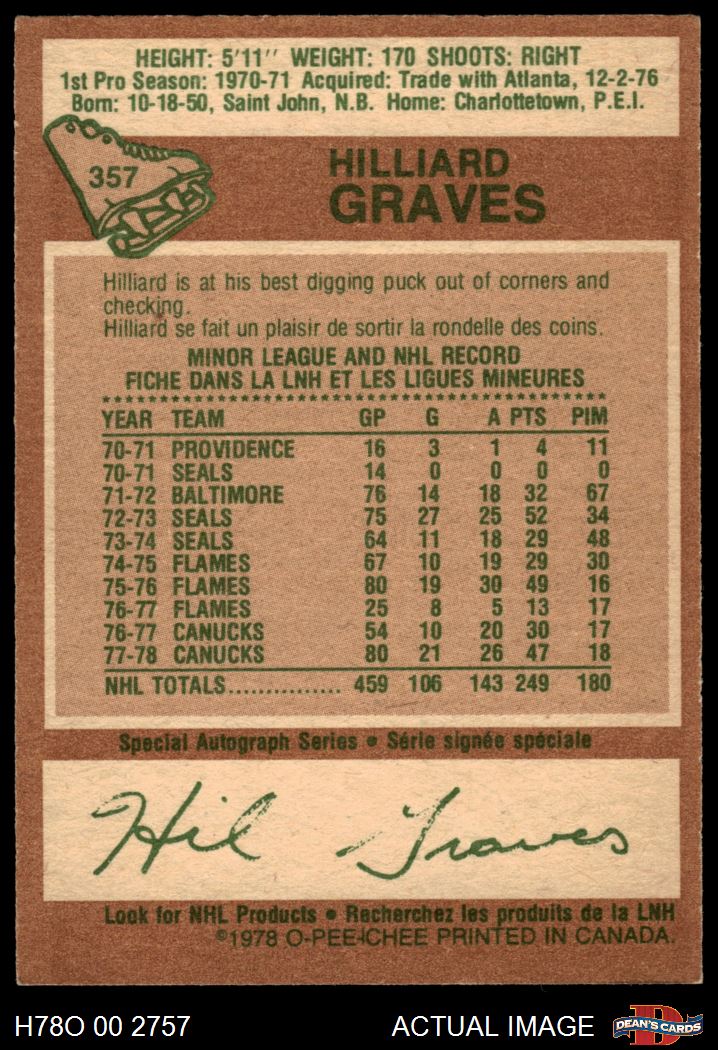 HEIGHT: 5'11'' WEIGHT: 170 SHOOTS: RIGHT
1st Pro Season: 1970-71 Acquired: Trade with Atlanta, 12-2-76
Born: 10-18-50, Saint John, N.B. Home: Charlottetown, P.E.I.
357
HILLIARD
GRAVES
Hilliard is at his best digging puck out of corners and
checking.
Hilliard se fait un plaisir de sortir la rondelle des coins.
MINOR LEAGUE AND NHL RECORD
FICHE DANS LA LNH ET LES LIGUES MINEURES
YEAR TEAM GP G A PTS PIM
70-71 PROVIDENCE 16 3 1 4 11
70-71 SEALS 14 0 0 0 0
71-72 BALTIMORE 76 14 18 32 67
72-73 SEALS 75 27 25 52 34
73-74 SEALS 64 11 18 29 48
74-75 FLAMES 67 10 19 29 30
75-76 FLAMES 80 19 30 49 16
76-77 FLAMES 25 8 5 13 17
76-77 CANUCKS 54 10 20 30 17
77-78 CANUCKS 80 21 26 47 18
NHL TOTALS................ 459 106 143 249 180
Special Autograph Series • Série signée spéciale
Hil Graves
Look for NHL Products • Recherchez les produits de la LNH
©1978 O-PEE-CHEE PRINTED IN CANADA.
H78O 00 2757 ACTUAL IMAGE DEAN'S CARDS